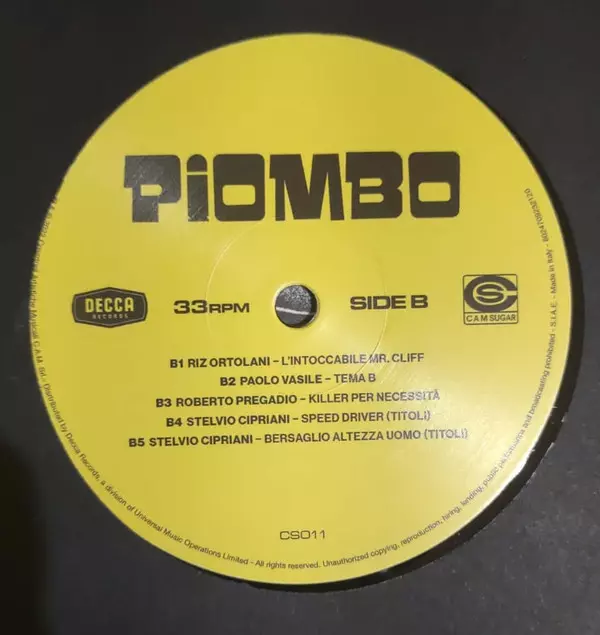 PiOMBO
DECCA
RECORDS
33RPM
SIDE B
CS
CAM SUGAR
B1 RIZ ORTOLANI – L'INTOCCABILE MR. CLIFF
B2 PAOLO VASILE – TEMA B
B3 ROBERTO PREGADIO – KILLER PER NECESSITÀ
B4 STELVIO CIPRIANI – SPEED DRIVER (TITOLI)
B5 STELVIO CIPRIANI – BERSAGLIO ALTEZZA UOMO (TITOLI)
CS011
Musicali C.A.M. Srl - Distributed by Decca Records, a division of Universal Music Operations Limited - All rights reserved. Unauthorized copying, reproduction, hiring, lending, public performance and broadcasting prohibited - S.I.A.E. - Made in Italy -